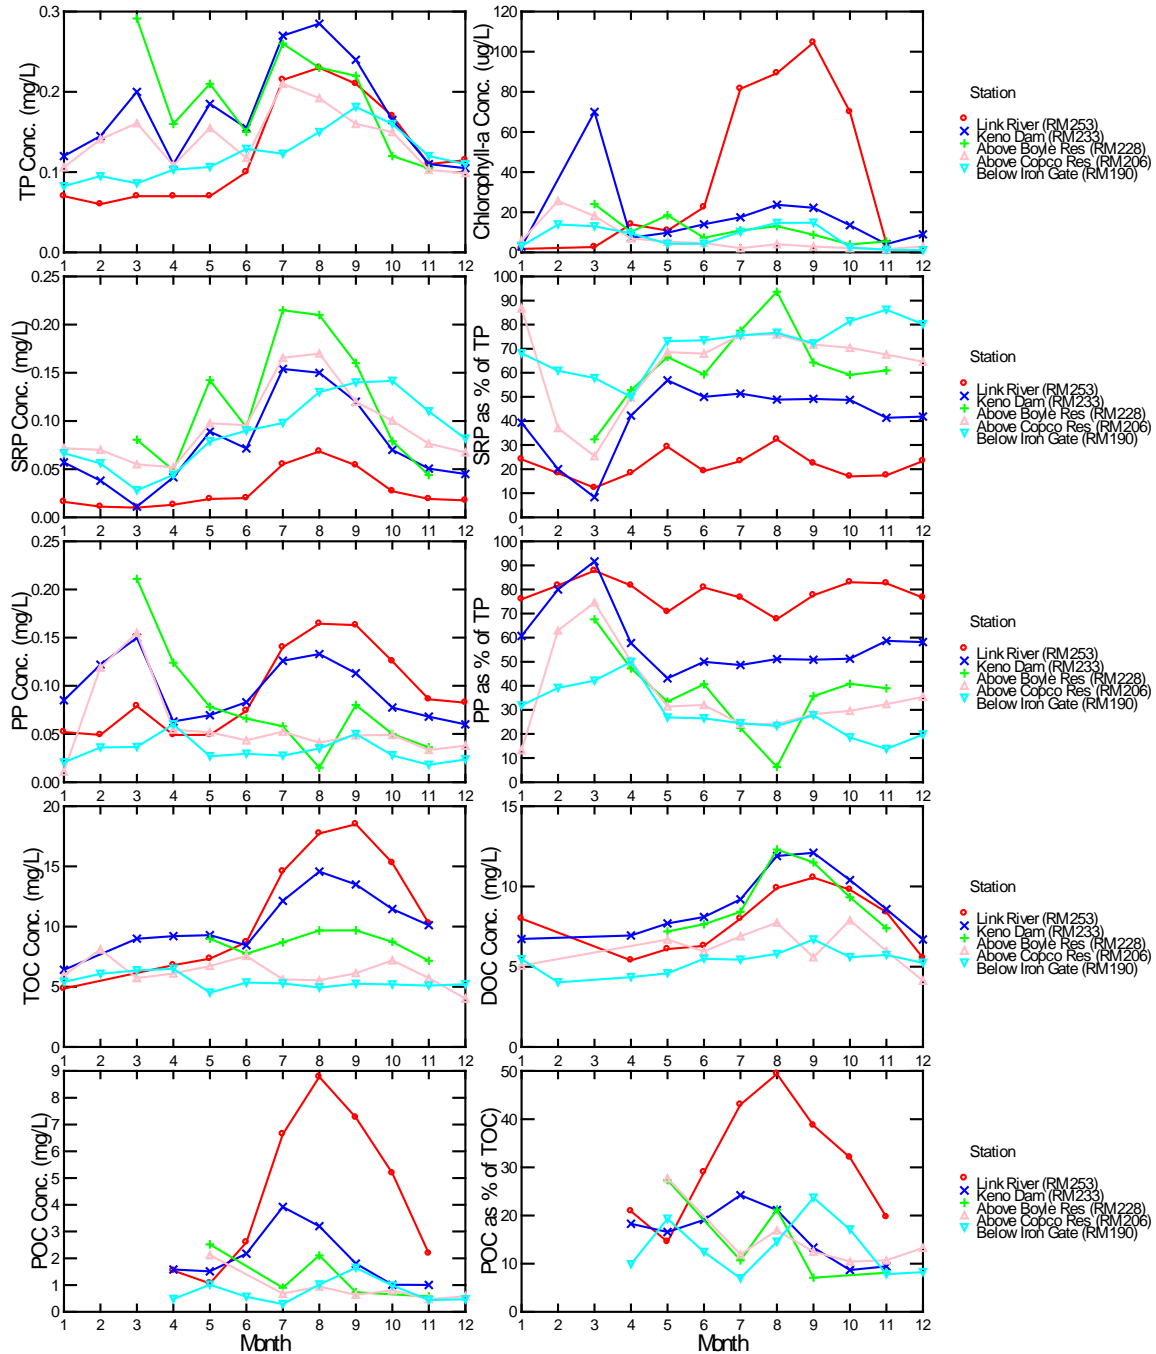 TP Conc. (mg/L)
0.3
0.2
0.1
0.0
1 2 3 4 5 6 7 8 9 10 11 12
Chlorophyll-a Conc. (ug/L)
120
100
80
60
40
20
0
1 2 3 4 5 6 7 8 9 10 11 12
Station
Link River (RM253)
Keno Dam (RM233)
Above Boyle Res (RM228)
Above Copco Res (RM206)
Below Iron Gate (RM190)
SRP Conc. (mg/L)
0.25
0.20
0.15
0.10
0.05
0.00
1 2 3 4 5 6 7 8 9 10 11 12
SRP as % of TP
100
90
80
70
60
50
40
30
20
10
0
1 2 3 4 5 6 7 8 9 10 11 12
Station
Link River (RM253)
Keno Dam (RM233)
Above Boyle Res (RM228)
Above Copco Res (RM206)
Below Iron Gate (RM190)
PP Conc. (mg/L)
0.25
0.20
0.15
0.10
0.05
0.00
1 2 3 4 5 6 7 8 9 10 11 12
PP as % of TP
100
90
80
70
60
50
40
30
20
10
0
1 2 3 4 5 6 7 8 9 10 11 12
Station
Link River (RM253)
Keno Dam (RM233)
Above Boyle Res (RM228)
Above Copco Res (RM206)
Below Iron Gate (RM190)
TOC Conc. (mg/L)
20
15
10
5
0
1 2 3 4 5 6 7 8 9 10 11 12
DOC Conc. (mg/L)
15
10
5
0
1 2 3 4 5 6 7 8 9 10 11 12
Station
Link River (RM253)
Keno Dam (RM233)
Above Boyle Res (RM228)
Above Copco Res (RM206)
Below Iron Gate (RM190)
POC Conc. (mg/L)
9
8
7
6
5
4
3
2
1
0
1 2 3 4 5 6 7 8 9 10 11 12
Month
POC as % of TOC)
50
40
30
20
10
0
1 2 3 4 5 6 7 8 9 10 11 12
Month
Station
Link River (RM253)
Keno Dam (RM233)
Above Boyle Res (RM228)
Above Copco Res (RM206)
Below Iron Gate (RM190)